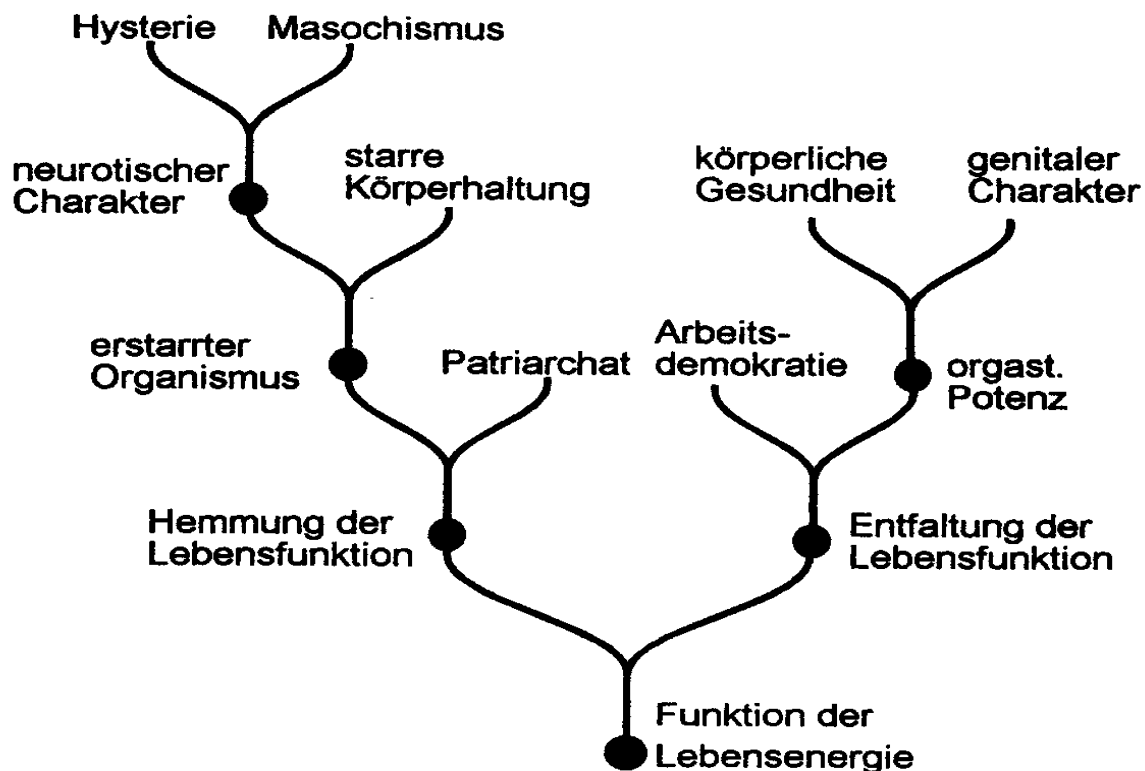 Hysterie
Masochismus
neurotischer
Charakter
starre
Körperhaltung
körperliche
Gesundheit
genitaler
Charakter
erstarrter
Organismus
Patriarchat
Arbeits-
demokratie
orgast.
Potenz
Hemmung der
Lebensfunktion
Entfaltung der
Lebensfunktion
Funktion der
Lebensenergie